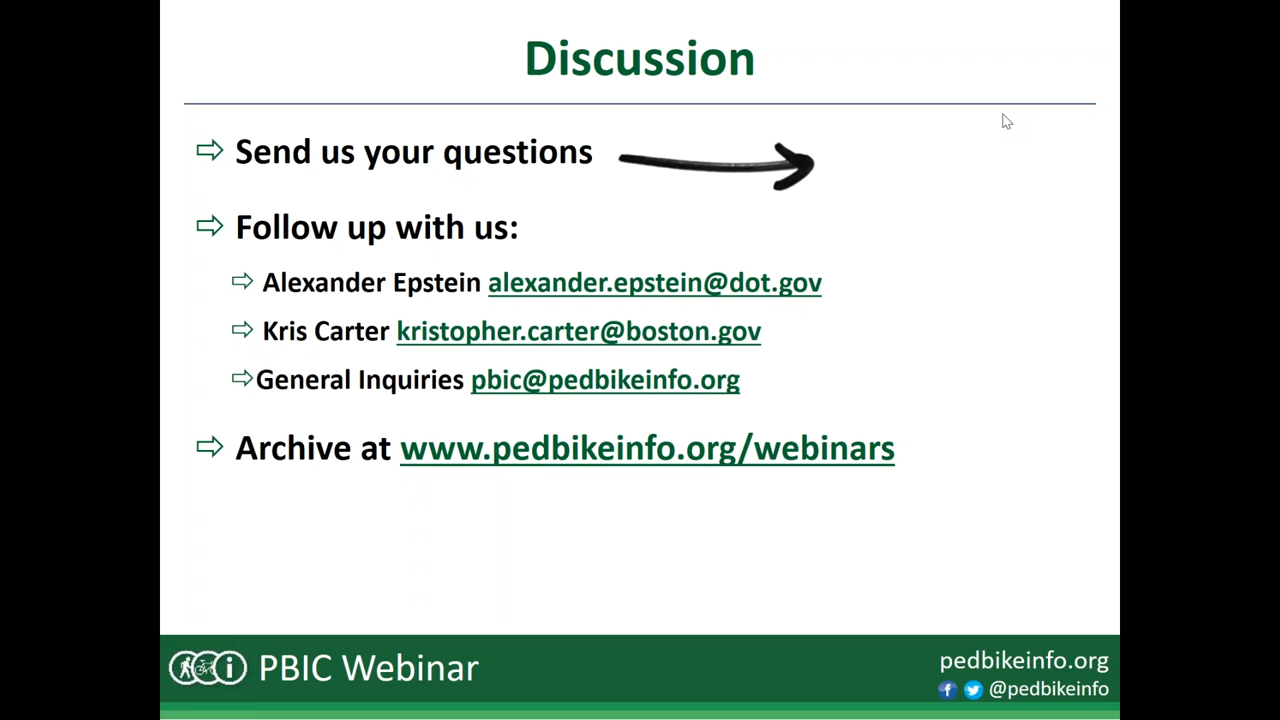 Discussion
Send us your questions
Follow up with us:
Alexander Epstein alexander.epstein@dot.gov
Kris Carter kristopher.carter@boston.gov
General Inquiries pbic@pedbikeinfo.org
Archive at www.pedbikeinfo.org/webinars
i PBIC Webinar
pedbikeinfo.org
f @pedbikeinfo